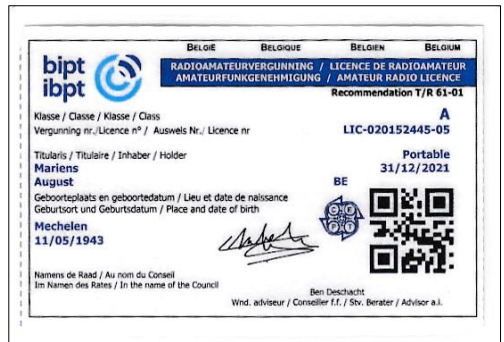 BELGIË BELGIQUE BELGIEN BELGIUM
bipt
ibpt
RADIOAMATEURVERGUNNING / LICENCE DE RADIOAMATEUR
AMATEURFUNKGENEHMIGUNG / AMATEUR RADIO LICENCE
Recommendation T/R 61-01
Klasse / Classe / Klasse / Class A
Vergunning nr./Licence n° / Ausweis Nr./ Licence nr LIC-020152445-05
Titularis / Titulaire / Inhaber / Holder Portable
Mariens 31/12/2021
August BE
Geboorteplaats en geboortedatum / Lieu et date de naissance
Geburtsort und Geburtsdatum / Place and date of birth
Mechelen
11/05/1943
Namens de Raad / Au nom du Conseil
Im Namen des Rates / In the name of the Council
Ben Deschacht
Wnd. adviseur / Conseiller f.f. / Stv. Berater / Advisor a.i.